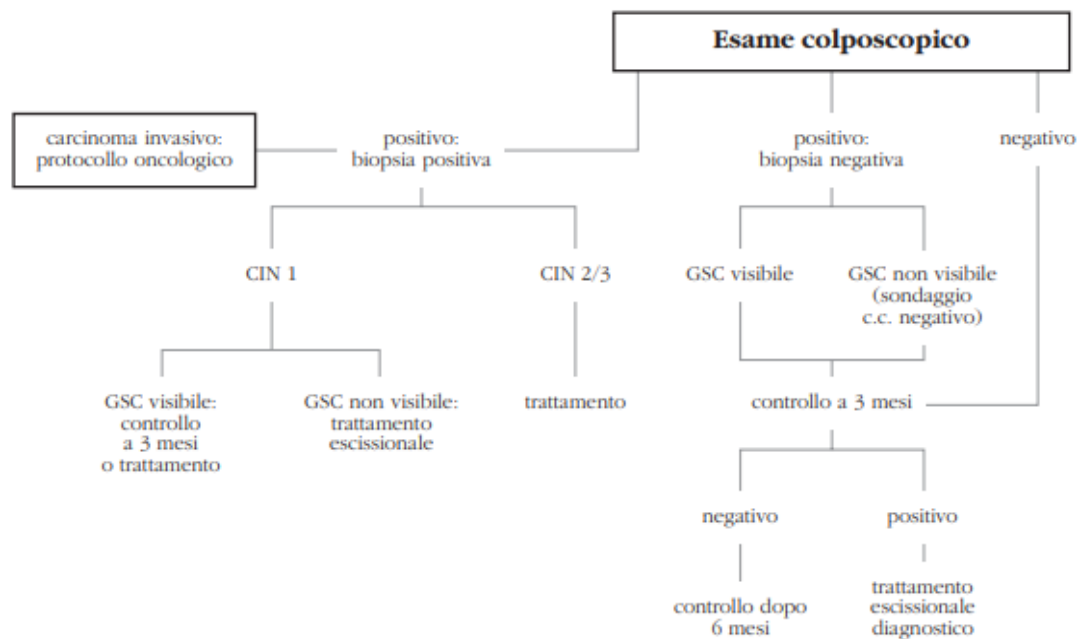 Esame colposcopico
carcinoma invasivo:
protocollo oncologico
positivo:
biopsia positiva
positivo:
biopsia negativa
negativo
CIN 1
CIN 2/3
GSC visibile
GSC non visibile
(sondaggio
c.c. negativo)
GSC visibile:
controllo
a 3 mesi
o trattamento
GSC non visibile:
trattamento
escissionale
trattamento
controllo a 3 mesi
negativo
positivo
controllo dopo
6 mesi
trattamento
escissionale
diagnostico